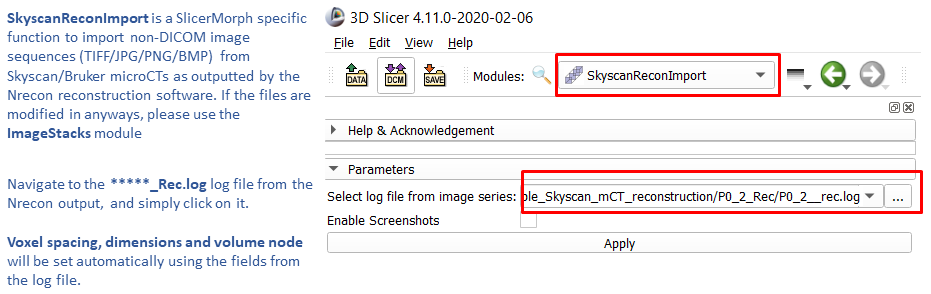 SkyscanReconImport is a SlicerMorph specific
function to import non-DICOM image
sequences (TIFF/JPG/PNG/BMP) from
Skyscan/Bruker microCTs as outputted by the
Nrecon reconstruction software. If the files are
modified in anyways, please use the
ImageStacks module
Navigate to the *****_Rec.log log file from the
Nrecon output, and simply click on it.
Voxel spacing, dimensions and volume node
will be set automatically using the fields from
the log file.
3D Slicer 4.11.0-2020-02-06
File Edit View Help
DATA DCM SAVE Modules: SkyscanReconImport
Help & Acknowledgement
Parameters
Select log file from image series: ple_Skyscan_mCT_reconstruction/P0_2_Rec/P0_2__rec.log ...
Enable Screenshots
Apply